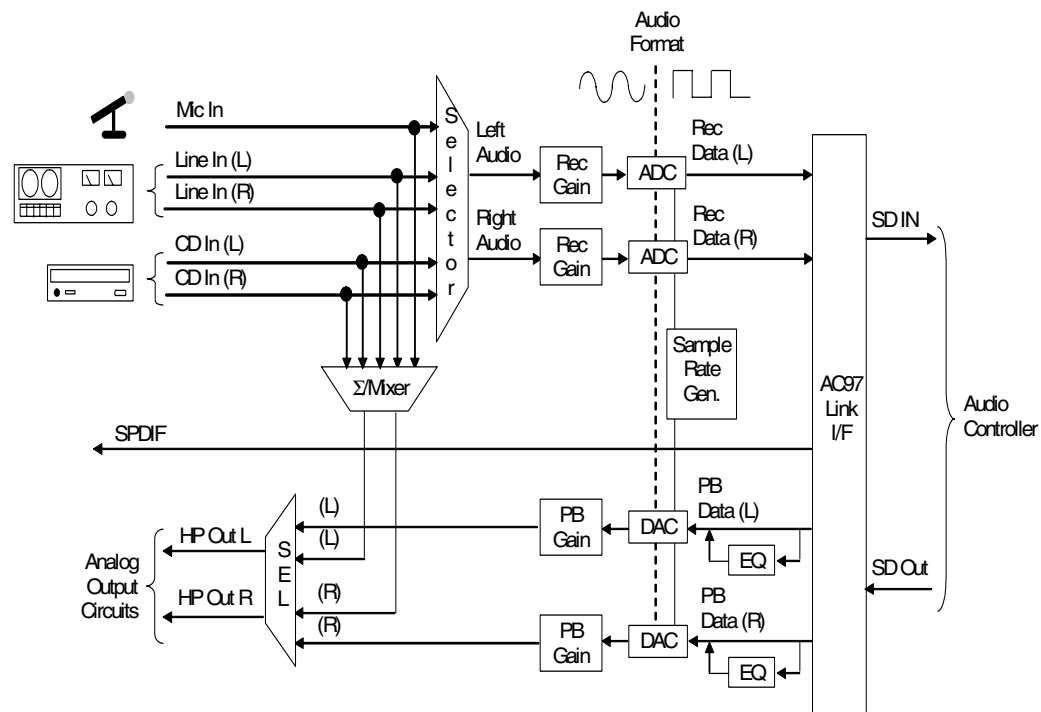 Audio
Format
Mic In
Line In (L)
Line In (R)
CD In (L)
CD In (R)
Selector
Left
Audio
Right
Audio
Rec
Gain
Rec
Gain
ADC
ADC
Rec
Data (L)
Rec
Data (R)
SD IN
Sample
Rate
Gen.
AC97
Link
I/F
Audio
Controller
Σ/Mixer
SPDIF
(L)
(L)
(R)
(R)
PB
Gain
PB
Gain
DAC
DAC
PB
Data (L)
EQ
PB
Data (R)
EQ
SD Out
HP Out L
HP Out R
SEL
Analog
Output
Circuits